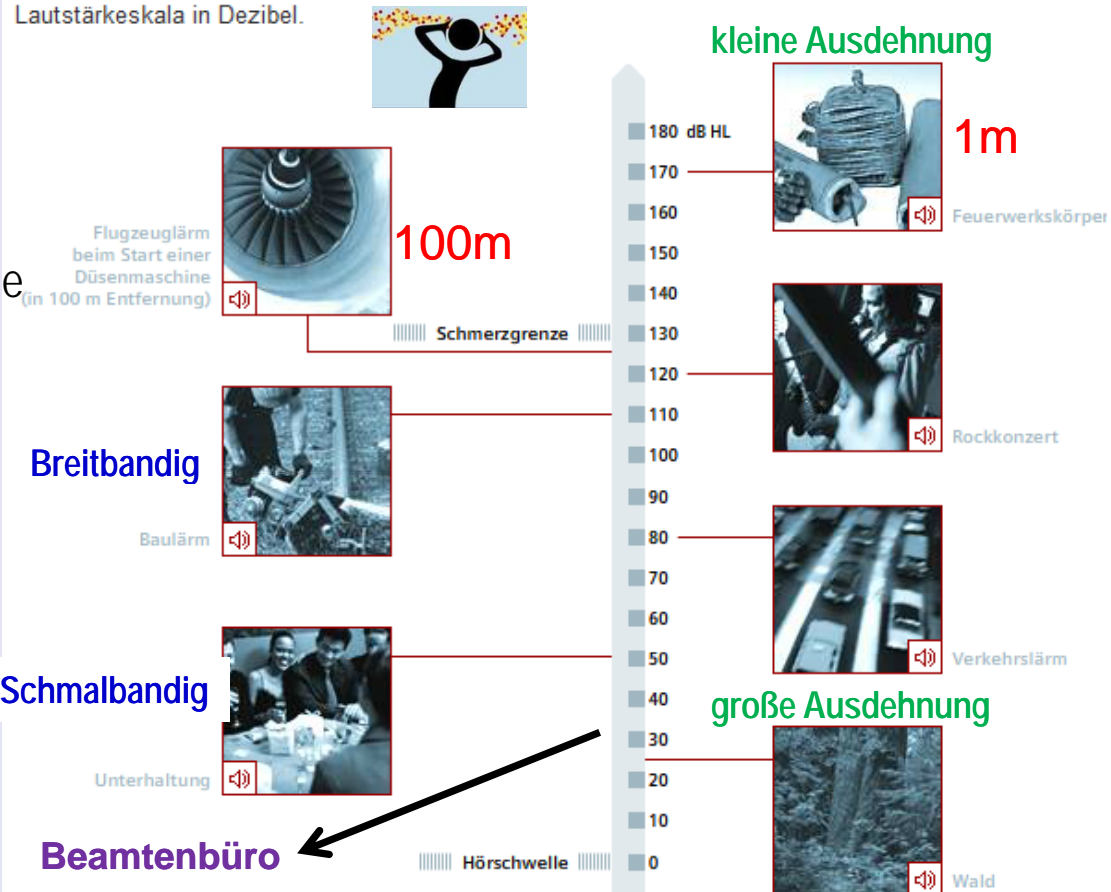 Lautstärkeskala in Dezibel.
kleine Ausdehnung
180 dB HL
1m
170
160
Feuerwerkskörper
Flugzeuglärm
beim Start einer
Düsenmaschine
(in 100 m Entfernung)
e
100m
150
140
Schmerzgrenze
130
120
110
Rockkonzert
Breitbandig
100
90
Baulärm
80
70
60
50
Verkehrslärm
Schmalbandig
40
große Ausdehnung
30
Unterhaltung
20
10
Beamtenbüro
Hörschwelle
0
Wald